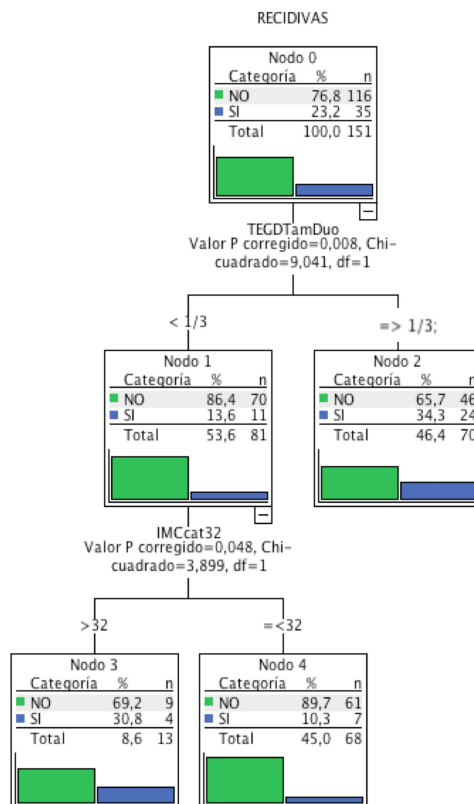 RECIDIVAS
Nodo 0
Categoría % n
NO 76,8 116
SI 23,2 35
Total 100,0 151
TEGDTamDuo
Valor P corregido=0,008, Chi-
cuadrado=9,041, df=1
< 1/3
=> 1/3;
Nodo 1
Categoría % n
NO 86,4 70
SI 13,6 11
Total 53,6 81
Nodo 2
Categoría % n
NO 65,7 46
SI 34,3 24
Total 46,4 70
IMCcat32
Valor P corregido=0,048, Chi-
cuadrado=3,899, df=1
>32
=<32
Nodo 3
Categoría % n
NO 69,2 9
SI 30,8 4
Total 8,6 13
Nodo 4
Categoría % n
NO 89,7 61
SI 10,3 7
Total 45,0 68